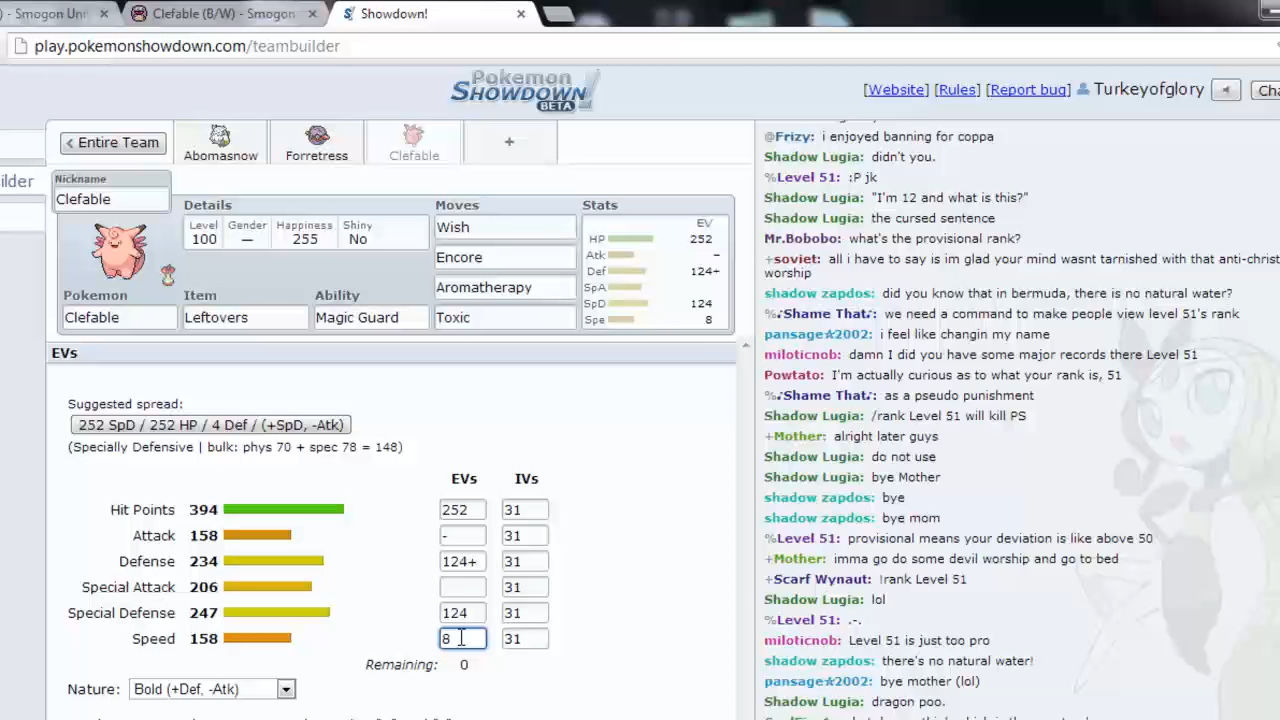 ) - Smogon Un
Clefable (B/W) - Smogon
Showdown!
play.pokemonshowdown.com/teambuilder
Pokemon
SHOWDOWN!
BETA
[Website] [Rules] [Report bug] Turkeyofglory
Cha
ilder
< Entire Team
Abomasnow
Forretress
Clefable
+
Nickname
Clefable
Details
Level
100
Gender
—
Happiness
255
Shiny
No
Pokemon
Clefable
Item
Leftovers
Ability
Magic Guard
Moves
Wish
Encore
Aromatherapy
Toxic
Stats
EV
HP 252
Atk -
Def 124+
SpA
SpD 124
Spe 8
EVs
Suggested spread:
252 SpD / 252 HP / 4 Def / (+SpD, -Atk)
(Specially Defensive | bulk: phys 70 + spec 78 = 148)
EVs IVs
Hit Points 394 252 31
Attack 158 - 31
Defense 234 124+ 31
Special Attack 206 31
Special Defense 247 124 31
Speed 158 8 31
Remaining: 0
Nature: Bold (+Def, -Atk)
@Frizy: i enjoyed banning for coppa
Shadow Lugia: didn't you.
%Level 51: :P jk
Shadow Lugia: "I'm 12 and what is this?"
Shadow Lugia: the cursed sentence
Mr.Bobobo: what's the provisional rank?
+soviet: all i have to say is im glad your mind wasnt tarnished with that anti-christ
worship
shadow zapdos: did you know that in bermuda, there is no natural water?
%♪Shame That♪: we need a command to make people view level 51's rank
pansage☆2002: i feel like changin my name
miloticnob: damn I did you have some major records there Level 51
Powtato: I'm actually curious as to what your rank is, 51
%♪Shame That♪: as a pseudo punishment
Shadow Lugia: /rank Level 51 will kill PS
+Mother: alright later guys
Shadow Lugia: do not use
Shadow Lugia: bye Mother
shadow zapdos: bye
shadow zapdos: bye mom
%Level 51: provisional means your deviation is like above 50
+Mother: imma go do some devil worship and go to bed
+Scarf Wynaut: !rank Level 51
Shadow Lugia: lol
%Level 51: .-.
miloticnob: Level 51 is just too pro
shadow zapdos: there's no natural water!
pansage☆2002: bye mother (lol)
Shadow Lugia: dragon poo.